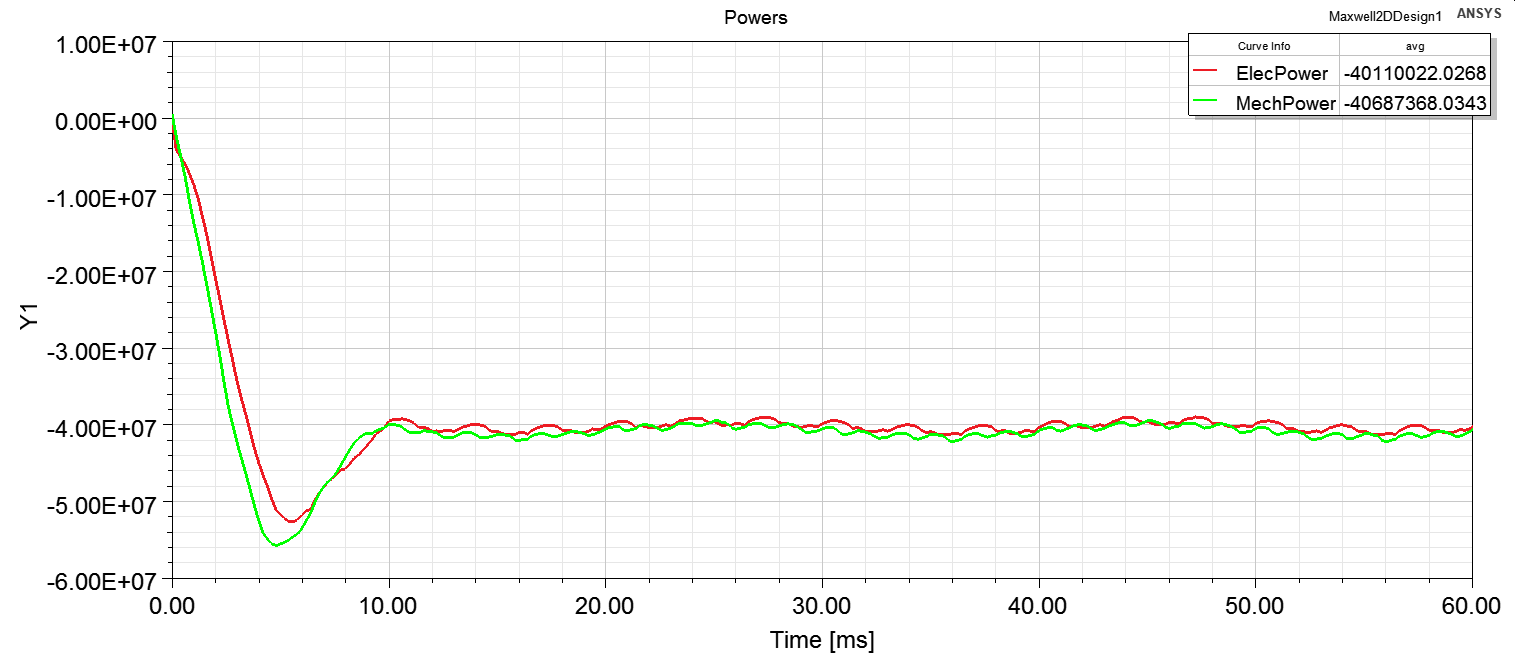 Powers
Maxwell2DDesign1 ANSYS
Curve Info avg
ElecPower -40110022.0268
MechPower -40687368.0343
1.00E+07
0.00E+00
-1.00E+07
-2.00E+07
-3.00E+07
-4.00E+07
-5.00E+07
-6.00E+07
Y1
0.00 10.00 20.00 30.00 40.00 50.00 60.00
Time [ms]